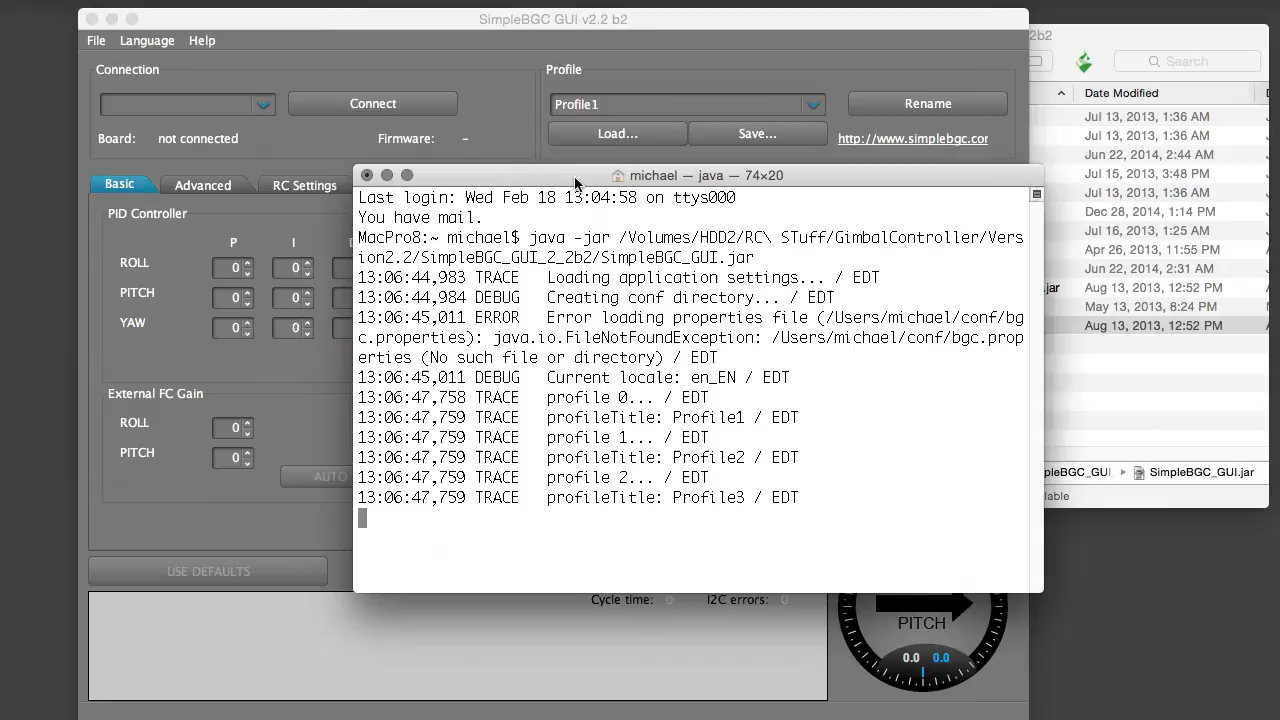 SimpleBGC GUI v2.2 b2
File Language Help
2b2
Connection
Profile
Search
Connect
Profile1
Rename
Date Modified
Board: not connected Firmware: –
Load... Save...
http://www.simplebgc.cor
Jul 13, 2013, 1:36 AM
Jul 13, 2013, 1:36 AM
Jun 22, 2014, 2:44 AM
Jul 15, 2013, 3:48 PM
Jul 13, 2013, 1:36 AM
Dec 28, 2014, 1:14 PM
Jul 16, 2013, 1:25 AM
Apr 26, 2013, 11:55 PM
Jun 22, 2014, 2:31 AM
.jar Aug 13, 2013, 12:52 PM
May 13, 2013, 8:24 PM
Aug 13, 2013, 12:52 PM
SimpleBGC_GUI.jar
Basic Advanced RC Settings
PID Controller
P I D
ROLL 0 0
PITCH 0 0
YAW 0 0
External FC Gain
ROLL 0
PITCH 0
AUTO
USE DEFAULTS
michael — java — 74×20
Last login: Wed Feb 18 13:04:58 on ttys000
You have mail.
MacPro8:~ michael$ java -jar /Volumes/HDD2/RC\ STuff/GimbalController/Vers
ion2.2/SimpleBGC_GUI_2_2b2/SimpleBGC_GUI.jar
13:06:44,983 TRACE Loading application settings... / EDT
13:06:44,984 DEBUG Creating conf directory... / EDT
13:06:45,011 ERROR Error loading properties file (/Users/michael/conf/bg
c.properties): java.io.FileNotFoundException: /Users/michael/conf/bgc.prop
erties (No such file or directory) / EDT
13:06:45,011 DEBUG Current locale: en_EN / EDT
13:06:47,758 TRACE profile 0... / EDT
13:06:47,759 TRACE profileTitle: Profile1 / EDT
13:06:47,759 TRACE profile 1... / EDT
13:06:47,759 TRACE profileTitle: Profile2 / EDT
13:06:47,759 TRACE profile 2... / EDT
13:06:47,759 TRACE profileTitle: Profile3 / EDT
Cycle time: 0 I2C errors: 0
PITCH
0.0 0.0